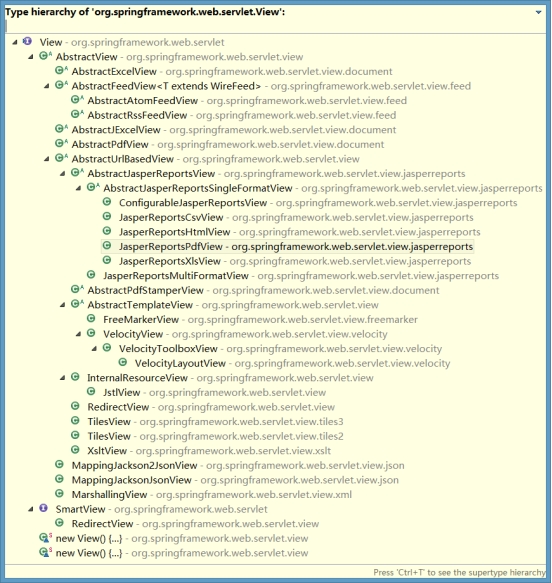 Type hierarchy of 'org.springframework.web.servlet.View':
View - org.springframework.web.servlet
AbstractView - org.springframework.web.servlet.view
AbstractExcelView - org.springframework.web.servlet.view.document
AbstractFeedView<T extends WireFeed> - org.springframework.web.servlet.view.feed
AbstractAtomFeedView - org.springframework.web.servlet.view.feed
AbstractRssFeedView - org.springframework.web.servlet.view.feed
AbstractJExcelView - org.springframework.web.servlet.view.document
AbstractPdfView - org.springframework.web.servlet.view.document
AbstractUrlBasedView - org.springframework.web.servlet.view
AbstractJasperReportsView - org.springframework.web.servlet.view.jasperreports
AbstractJasperReportsSingleFormatView - org.springframework.web.servlet.view.jasperreports
ConfigurableJasperReportsView - org.springframework.web.servlet.view.jasperreports
JasperReportsCsvView - org.springframework.web.servlet.view.jasperreports
JasperReportsHtmlView - org.springframework.web.servlet.view.jasperreports
JasperReportsPdfView - org.springframework.web.servlet.view.jasperreports
JasperReportsXlsView - org.springframework.web.servlet.view.jasperreports
JasperReportsMultiFormatView - org.springframework.web.servlet.view.jasperreports
AbstractPdfStamperView - org.springframework.web.servlet.view.document
AbstractTemplateView - org.springframework.web.servlet.view
FreeMarkerView - org.springframework.web.servlet.view.freemarker
VelocityView - org.springframework.web.servlet.view.velocity
VelocityToolboxView - org.springframework.web.servlet.view.velocity
VelocityLayoutView - org.springframework.web.servlet.view.velocity
InternalResourceView - org.springframework.web.servlet.view
JstlView - org.springframework.web.servlet.view
RedirectView - org.springframework.web.servlet.view
TilesView - org.springframework.web.servlet.view.tiles3
TilesView - org.springframework.web.servlet.view.tiles2
XsltView - org.springframework.web.servlet.view.xslt
MappingJackson2JsonView - org.springframework.web.servlet.view.json
MappingJacksonJsonView - org.springframework.web.servlet.view.json
MarshallingView - org.springframework.web.servlet.view.xml
SmartView - org.springframework.web.servlet
RedirectView - org.springframework.web.servlet.view
new View() {...} - org.springframework.web.servlet.view
new View() {...} - org.springframework.web.servlet.view
Press 'Ctrl+T' to see the supertype hierarchy